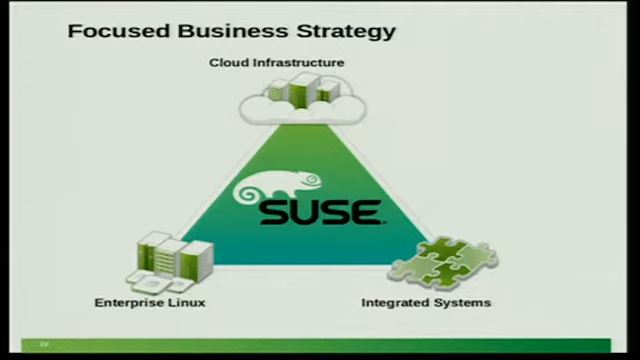 Focused Business Strategy
Cloud Infrastructure
SUSE
Enterprise Linux
Integrated Systems